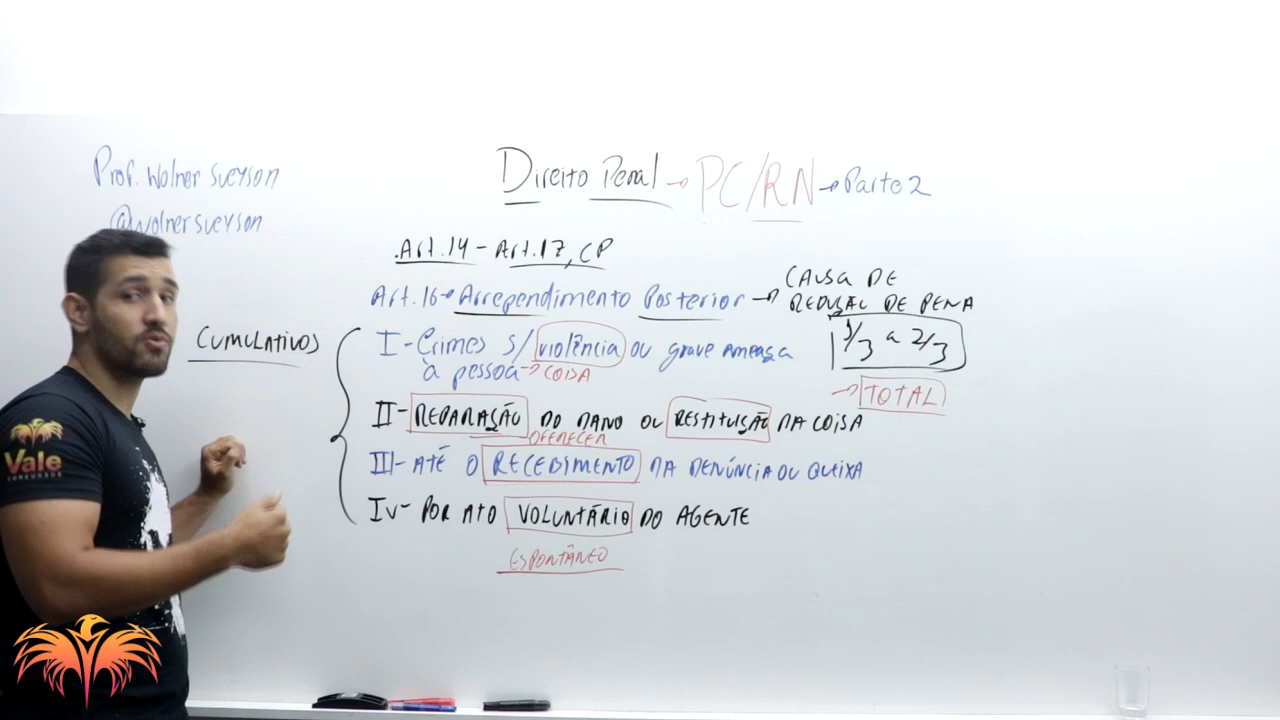 Prof. Wolner Sueyson
@wolnersueyson
Direito Penal → PC/RN → Parte 2
Art.14 - Art.17, CP
Art.16 → Arrependimento Posterior → CAUSA DE
REDUÇÃO DE PENA
1/3 a 2/3
→ TOTAL
CUMULATIVOS
I - Crimes s/ violência ou grave ameaça
à pessoa → COISA
II - REPARAÇÃO DO DANO OU RESTITUIÇÃO DA COISA
OFERECER
III - ATÉ O RECEBIMENTO DA DENÚNCIA OU QUEIXA
IV - POR ATO VOLUNTÁRIO DO AGENTE
ESPONTÂNEO
Vale
CONCURSOS